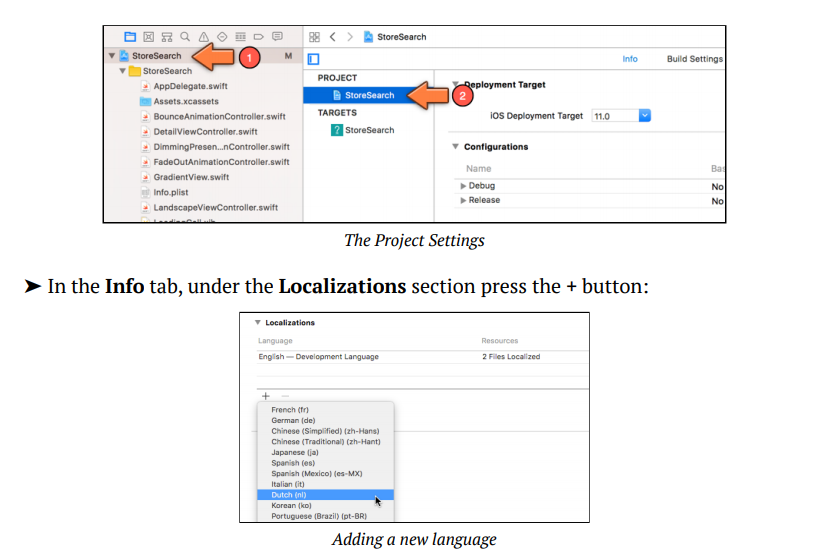 StoreSearch
StoreSearch 1 M
Info Build Settings
StoreSearch
PROJECT
Deployment Target
AppDelegate.swift
StoreSearch 2
Assets.xcassets
TARGETS
iOS Deployment Target 11.0
BounceAnimationController.swift
StoreSearch
DetailViewController.swift
Configurations
DimmingPresen...nController.swift
FadeOutAnimationController.swift
Name Bas
GradientView.swift
Debug No
Info.plist
Release No
LandscapeViewController.swift
LoadingCell.xib
The Project Settings
➤ In the Info tab, under the Localizations section press the + button:
Localizations
Language Resources
English — Development Language 2 Files Localized
+ −
French (fr)
German (de)
Chinese (Simplified) (zh-Hans)
Chinese (Traditional) (zh-Hant)
Japanese (ja)
Spanish (es)
Spanish (Mexico) (es-MX)
Italian (it)
Dutch (nl)
Korean (ko)
Portuguese (Brazil) (pt-BR)
Adding a new language